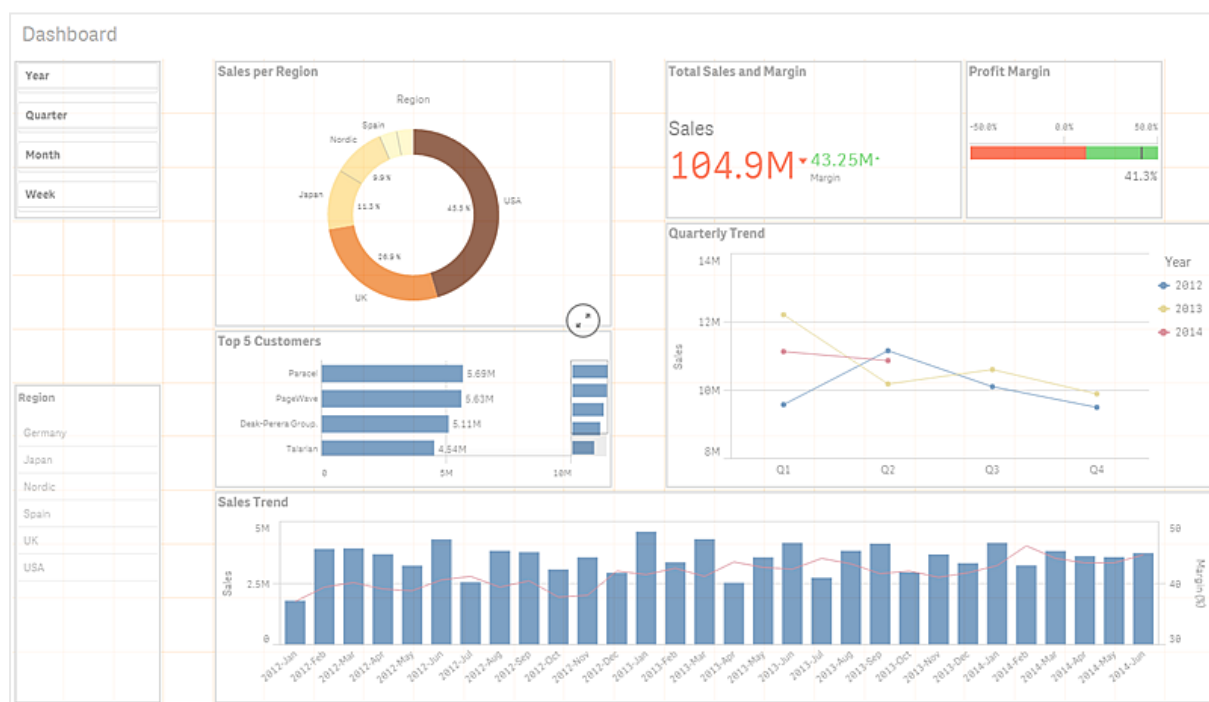 Dashboard
Year
Quarter
Month
Week
Region
Germany
Japan
Nordic
Spain
UK
USA
Sales per Region
Region
Spain
Nordic
9.9%
Japan
11.3%
USA
45.5%
26.9%
UK
Top 5 Customers
Paracel 5.69M
PageWave 5.63M
Desk-Perera Group. 5.11M
Talarian 4.54M
0 5M 10M
Total Sales and Margin
Sales
104.9M 43.25M
Margin
Profit Margin
-50.0% 0.0% 50.0%
41.3%
Quarterly Trend
14M
12M
10M
8M
Sales
Q1 Q2 Q3 Q4
Year
2012
2013
2014
Sales Trend
5M
2.5M
0
Sales
50
40
30
Margin (%)
2012-Jan 2012-Feb 2012-Mar 2012-Apr 2012-May 2012-Jun 2012-Jul 2012-Aug 2012-Sep 2012-Oct 2012-Nov 2012-Dec 2013-Jan 2013-Feb 2013-Mar 2013-Apr 2013-May 2013-Jun 2013-Jul 2013-Aug 2013-Sep 2013-Oct 2013-Nov 2013-Dec 2014-Jan 2014-Feb 2014-Mar 2014-Apr 2014-May 2014-Jun